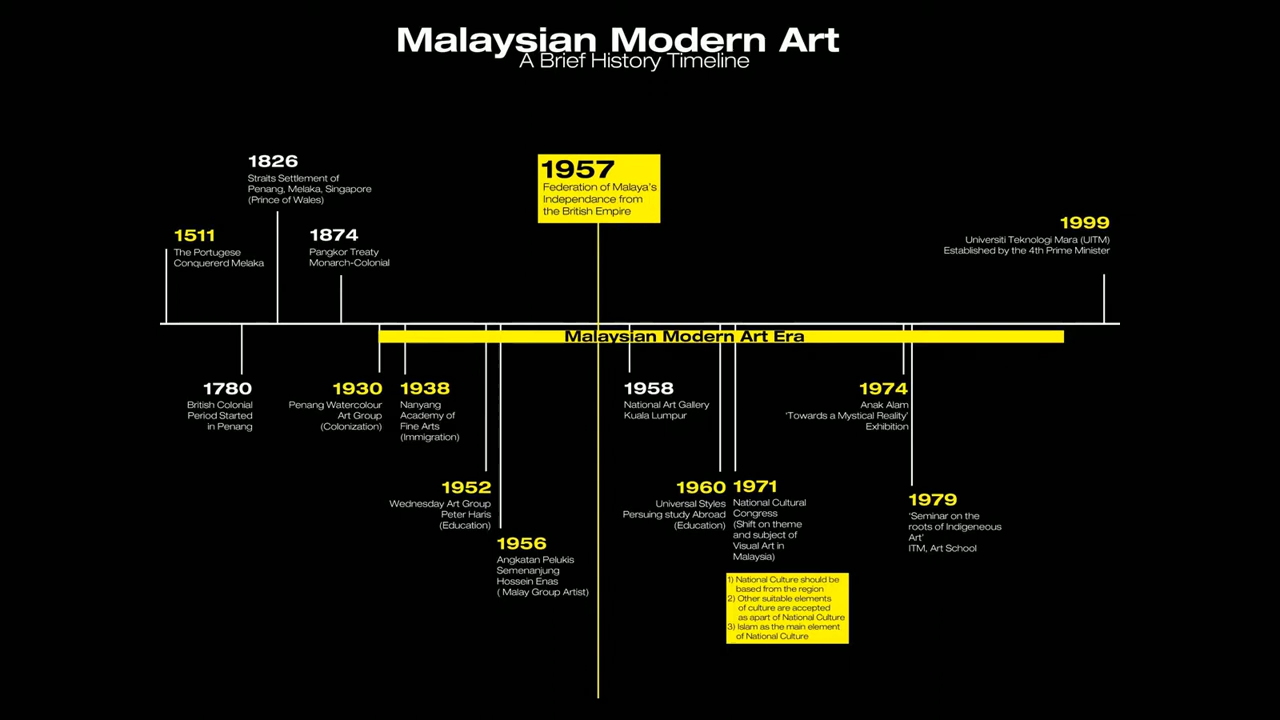 Malaysian Modern Art
A Brief History Timeline
1826
Straits Settlement of
Penang, Melaka, Singapore
(Prince of Wales)
1957
Federation of Malaya's
Independance from
the British Empire
1511
The Portugese
Conquererd Melaka
1874
Pangkor Treaty
Monarch-Colonial
1999
Universiti Teknologi Mara (UITM)
Established by the 4th Prime Minister
Malaysian Modern Art Era
1780
British Colonial
Period Started
in Penang
1930
Penang Watercolour
Art Group
(Colonization)
1938
Nanyang
Academy of
Fine Arts
(Immigration)
1958
National Art Gallery
Kuala Lumpur
1974
Anak Alam
'Towards a Mystical Reality'
Exhibition
1952
Wednesday Art Group
Peter Haris
(Education)
1956
Angkatan Pelukis
Semenanjung
Hossein Enas
( Malay Group Artist)
1960
Universal Styles
Persuing study Abroad
(Education)
1971
National Cultural
Congress
(Shift on theme
and subject of
Visual Art in
Malaysia)
1) National Culture should be
based from the region
2) Other suitable elements
of culture are accepted
as apart of National Culture
3) Islam as the main element
of National Culture
1979
'Seminar on the
roots of Indigeneous
Art'
ITM, Art School